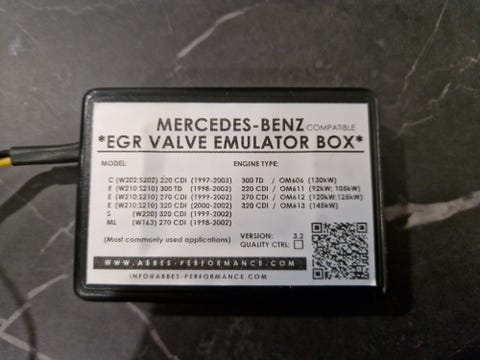 MERCEDES-BENZ COMPATIBLE
*EGR VALVE EMULATOR BOX*
MODEL: ENGINE TYPE:
C (W202;S202) 220 CDI (1997-2003) 300 TD / OM606 (130kW)
E (W210;S210) 300 TD (1998-2002) 220 CDI / OM611 (92kW; 105kW)
E (W210;S210) 270 CDI (1999-2002) 270 CDI / OM612 (120kW; 125kW)
E (W210;S210) 320 CDI (2000-2002) 320 CDI / OM613 (145kW)
S (W220) 320 CDI (1999-2002)
ML (W163) 270 CDI (1998-2002)
(Most commonly used applications)
VERSION: 3.2
QUALITY CTRL:
WWW.ABBES-PERFORMANCE.COM
INFO@ABBES-PERFORMANCE.COM